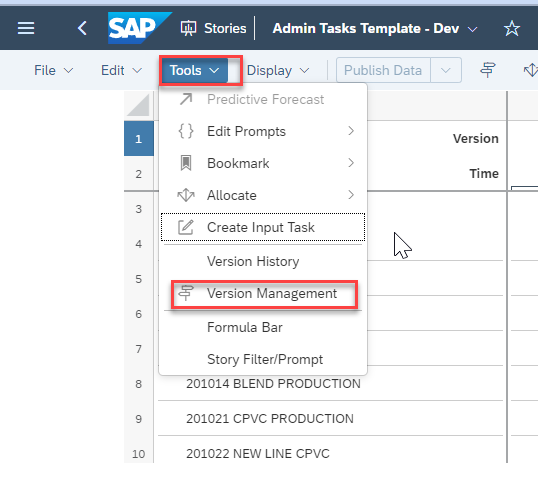 SAP Stories Admin Tasks Template - Dev
File Edit Tools Display Publish Data
Predictive Forecast
1 Edit Prompts Version
2 Bookmark Time
3 Allocate
Create Input Task
4
Version History
5
6 Version Management
Formula Bar
7
Story Filter/Prompt
8 201014 BLEND PRODUCTION
9 201021 CPVC PRODUCTION
10 201022 NEW LINE CPVC